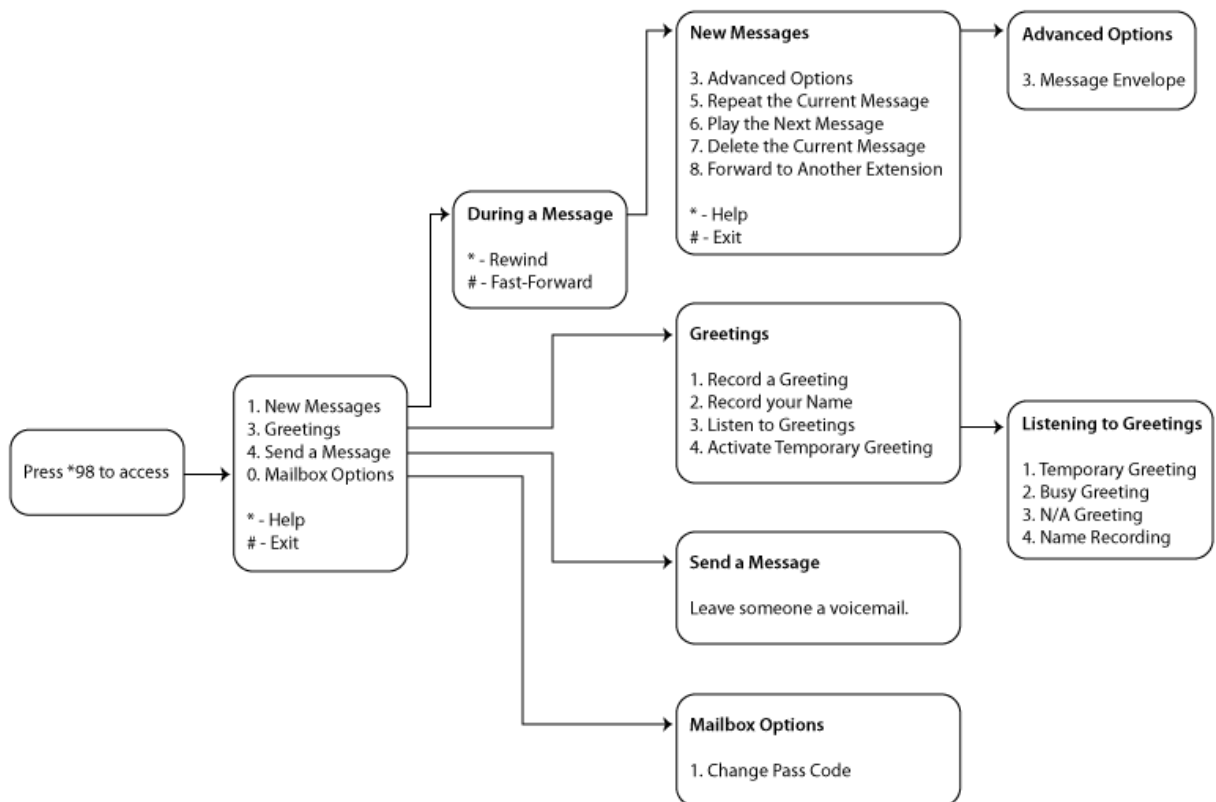 Press *98 to access
1. New Messages
3. Greetings
4. Send a Message
0. Mailbox Options
* - Help
# - Exit
During a Message
* - Rewind
# - Fast-Forward
New Messages
3. Advanced Options
5. Repeat the Current Message
6. Play the Next Message
7. Delete the Current Message
8. Forward to Another Extension
* - Help
# - Exit
Advanced Options
3. Message Envelope
Greetings
1. Record a Greeting
2. Record your Name
3. Listen to Greetings
4. Activate Temporary Greeting
Listening to Greetings
1. Temporary Greeting
2. Busy Greeting
3. N/A Greeting
4. Name Recording
Send a Message
Leave someone a voicemail.
Mailbox Options
1. Change Pass Code